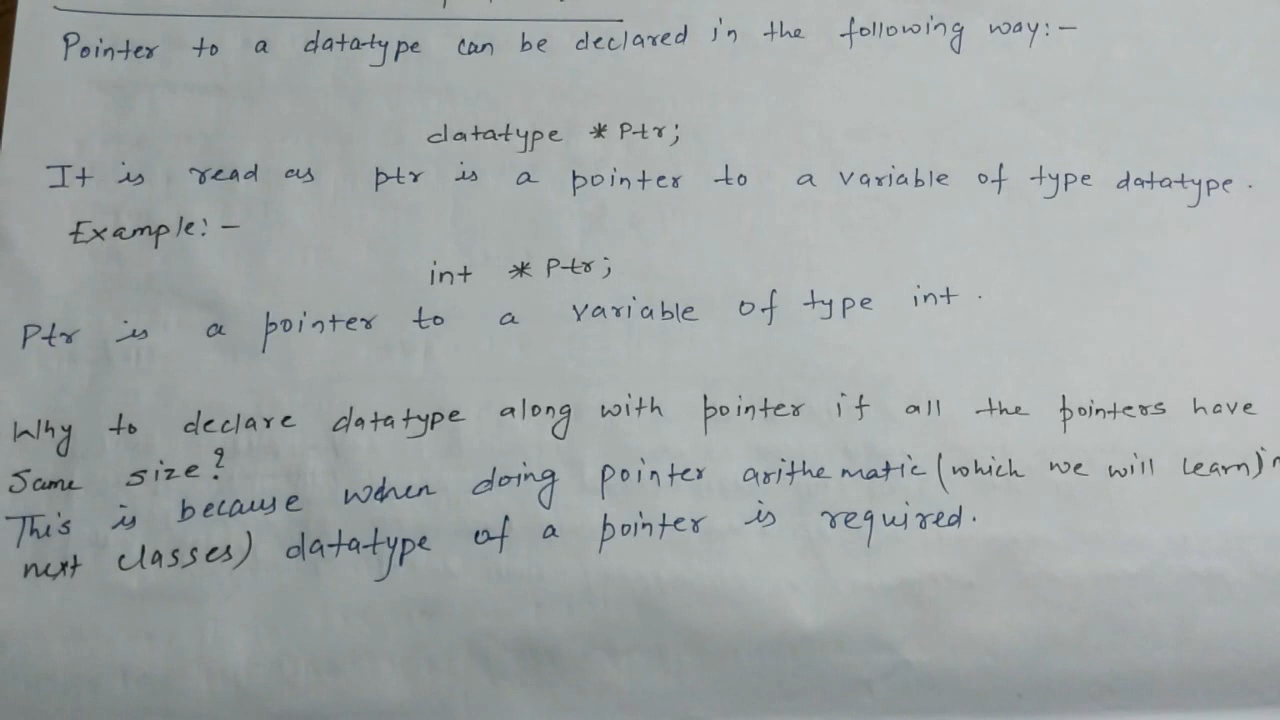 Pointer to a datatype can be declared in the following way:-
datatype * Ptr;
It is read as ptr is a pointer to a variable of type datatype.
Example:-
int * Ptr;
Ptr is a pointer to a variable of type int.
Why to declare datatype along with pointer if all the pointers have
same size?
This is because when doing pointer arithematic (which we will learn) in
next classes) datatype of a pointer is required.